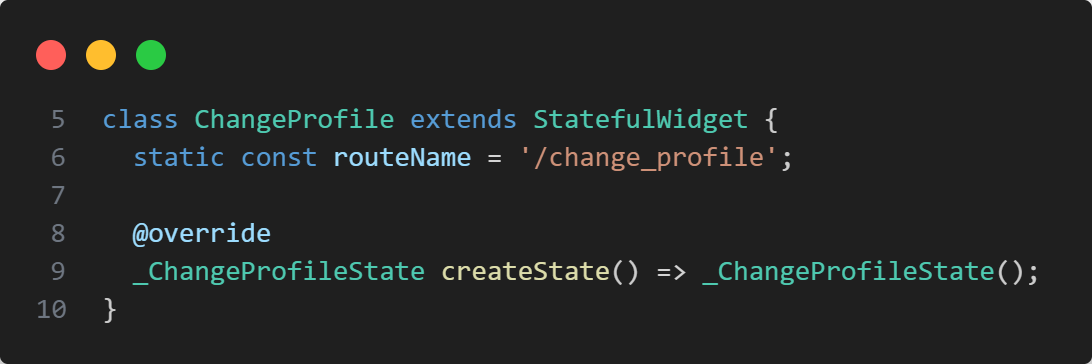 5 class ChangeProfile extends StatefulWidget {
6 static const routeName = '/change_profile';
7
8 @override
9 _ChangeProfileState createState() => _ChangeProfileState();
10 }